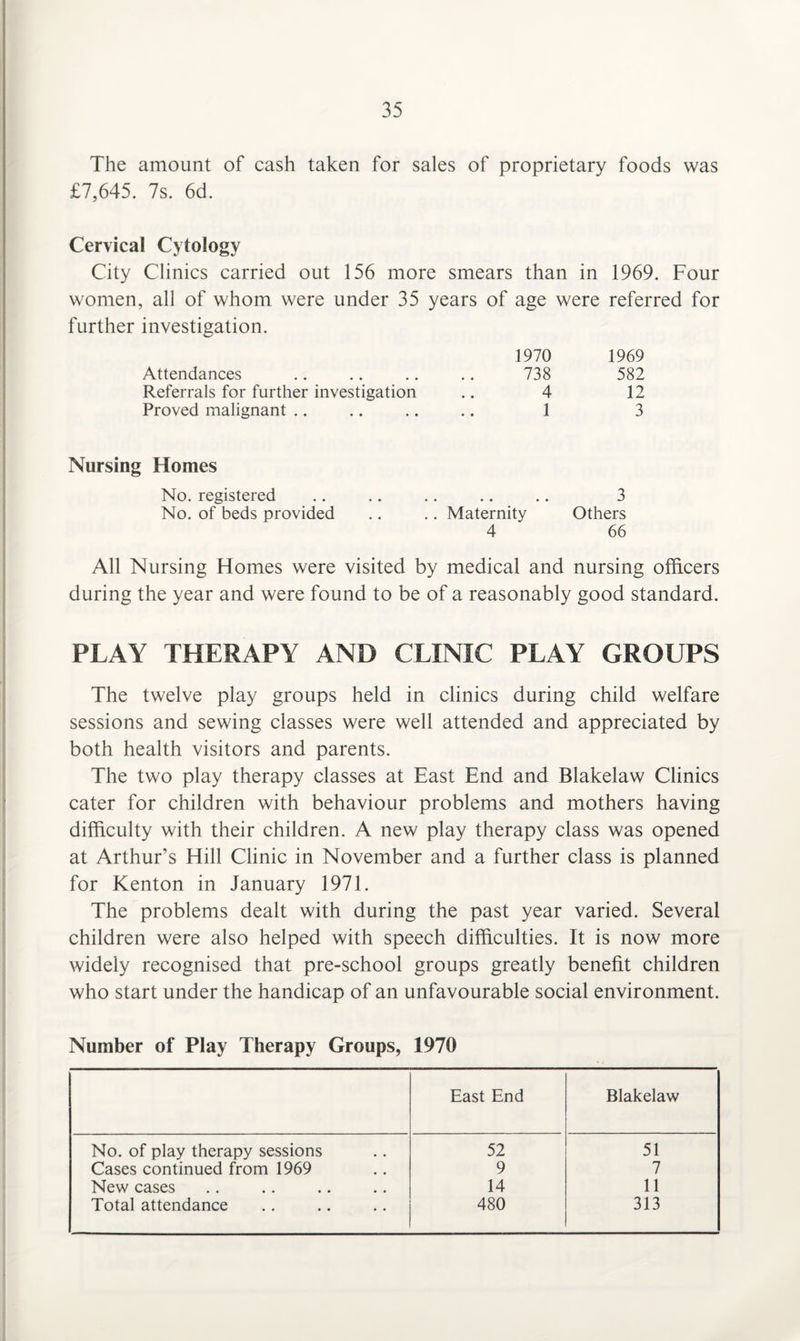 35
The amount of cash taken for sales of proprietary foods was
£7,645. 7s. 6d.
Cervical Cytology
City Clinics carried out 156 more smears than in 1969. Four
women, all of whom were under 35 years of age were referred for
further investigation.
1970 1969
Attendances .. .. .. .. 738 582
Referrals for further investigation .. 4 12
Proved malignant .. .. .. .. 1 3
Nursing Homes
No. registered .. .. .. .. .. 3
No. of beds provided .. .. Maternity Others
4 66
All Nursing Homes were visited by medical and nursing officers
during the year and were found to be of a reasonably good standard.
PLAY THERAPY AND CLINIC PLAY GROUPS
The twelve play groups held in clinics during child welfare
sessions and sewing classes were well attended and appreciated by
both health visitors and parents.
The two play therapy classes at East End and Blakelaw Clinics
cater for children with behaviour problems and mothers having
difficulty with their children. A new play therapy class was opened
at Arthur's Hill Clinic in November and a further class is planned
for Kenton in January 1971.
The problems dealt with during the past year varied. Several
children were also helped with speech difficulties. It is now more
widely recognised that pre-school groups greatly benefit children
who start under the handicap of an unfavourable social environment.
Number of Play Therapy Groups, 1970
East End Blakelaw
No. of play therapy sessions .. 52 51
Cases continued from 1969 .. 9 7
New cases .. .. .. .. 14 11
Total attendance .. .. .. 480 313